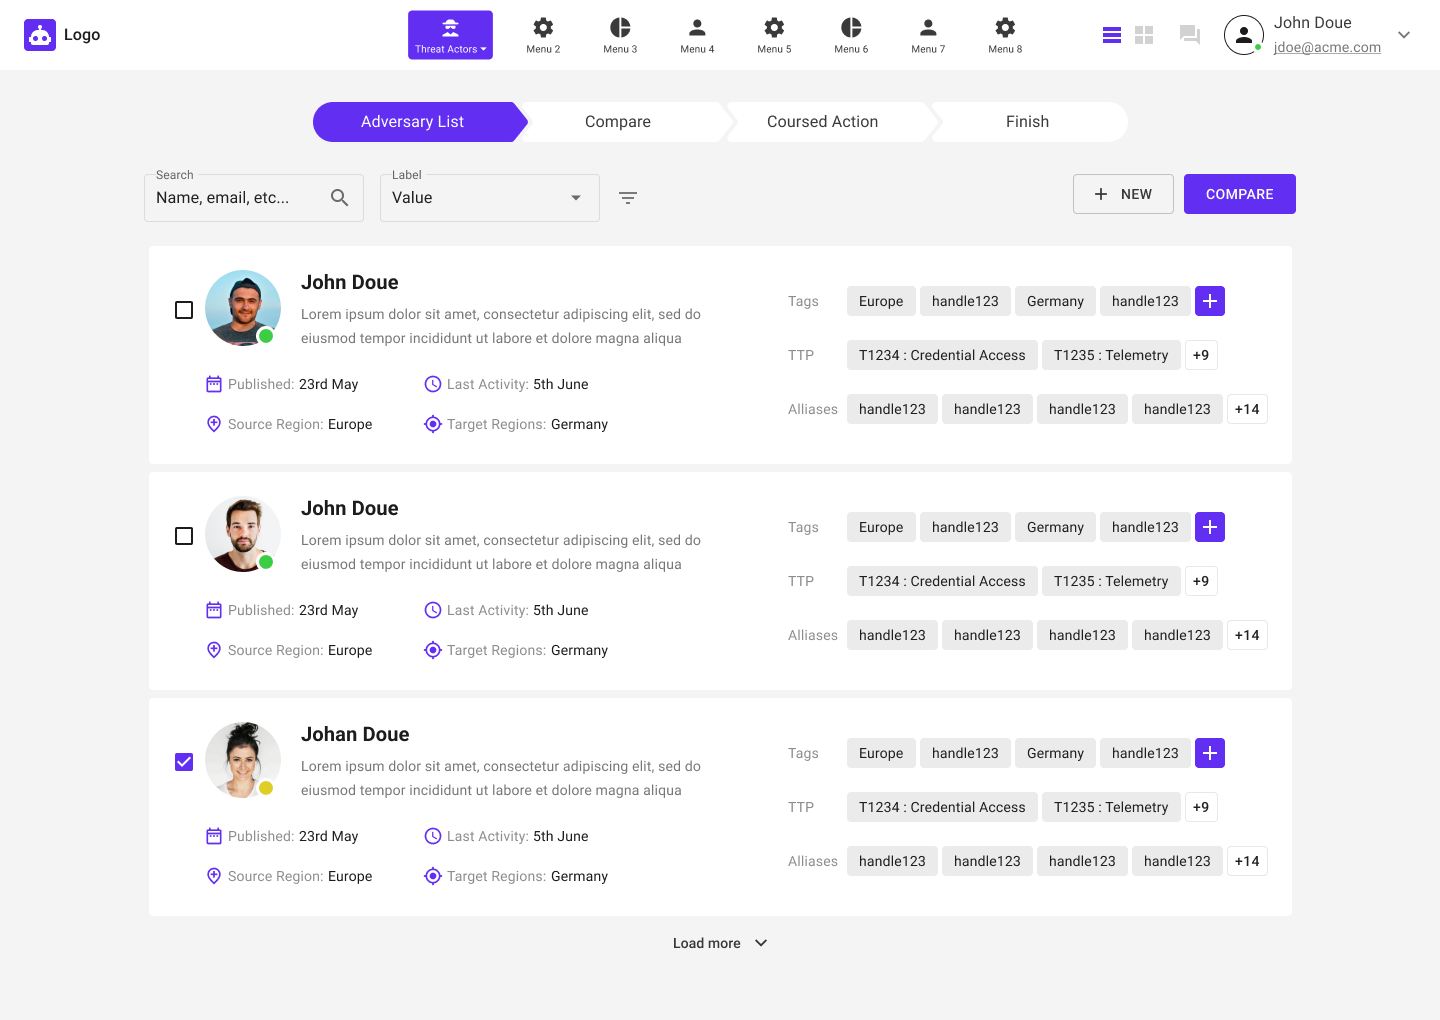 Logo
Threat Actors
Menu 2
Menu 3
Menu 4
Menu 5
Menu 6
Menu 7
Menu 8
John Doue
jdoe@acme.com
Adversary List
Compare
Coursed Action
Finish
Search
Name, email, etc...
Label
Value
NEW
COMPARE
John Doue
Lorem ipsum dolor sit amet, consectetur adipiscing elit, sed do
eiusmod tempor incididunt ut labore et dolore magna aliqua
Published: 23rd May
Last Activity: 5th June
Source Region: Europe
Target Regions: Germany
Tags Europe handle123 Germany handle123
TTP T1234 : Credential Access T1235 : Telemetry +9
Alliases handle123 handle123 handle123 handle123 +14
John Doue
Lorem ipsum dolor sit amet, consectetur adipiscing elit, sed do
eiusmod tempor incididunt ut labore et dolore magna aliqua
Published: 23rd May
Last Activity: 5th June
Source Region: Europe
Target Regions: Germany
Tags Europe handle123 Germany handle123
TTP T1234 : Credential Access T1235 : Telemetry +9
Alliases handle123 handle123 handle123 handle123 +14
Johan Doue
Lorem ipsum dolor sit amet, consectetur adipiscing elit, sed do
eiusmod tempor incididunt ut labore et dolore magna aliqua
Published: 23rd May
Last Activity: 5th June
Source Region: Europe
Target Regions: Germany
Tags Europe handle123 Germany handle123
TTP T1234 : Credential Access T1235 : Telemetry +9
Alliases handle123 handle123 handle123 handle123 +14
Load more